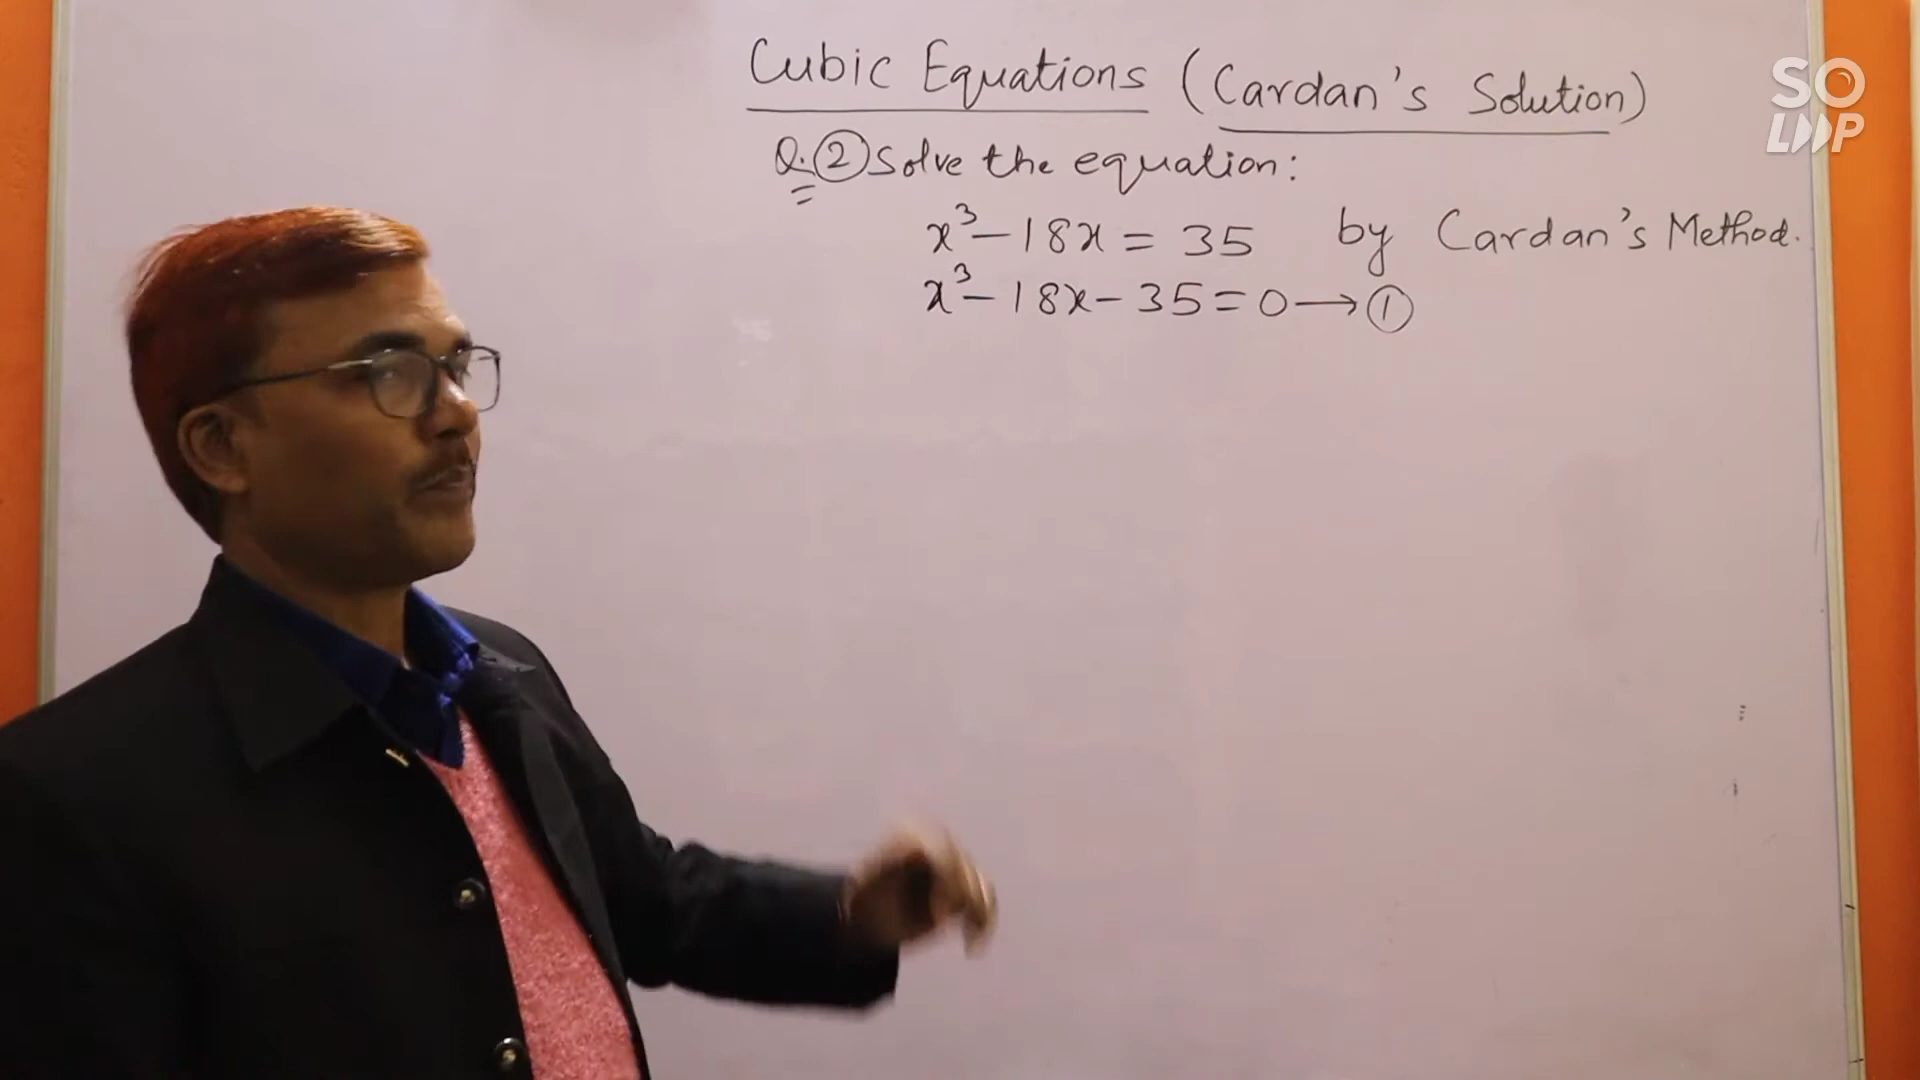 Cubic Equations (Cardan's Solution)
Q.② Solve the equation:
x³-18x = 35 by Cardan's Method.
x³-18x-35=0→①
SO
LOOP